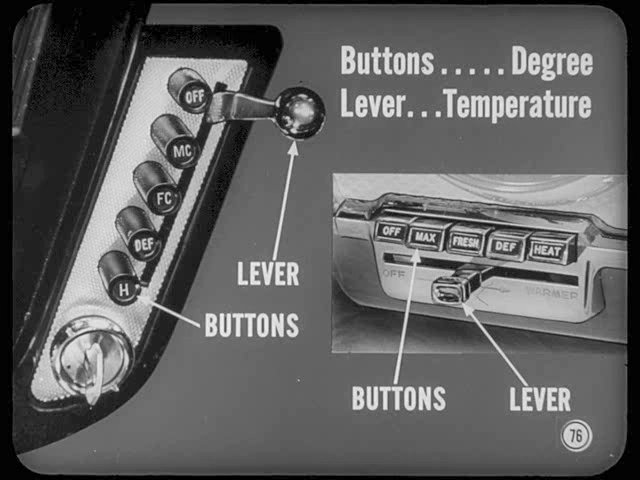 Buttons.....Degree
Lever...Temperature
OFF
MC
FC
DEF
H
LEVER
BUTTONS
OFF MAX FRESH DEF HEAT
OFF WARMER
BUTTONS
LEVER
76